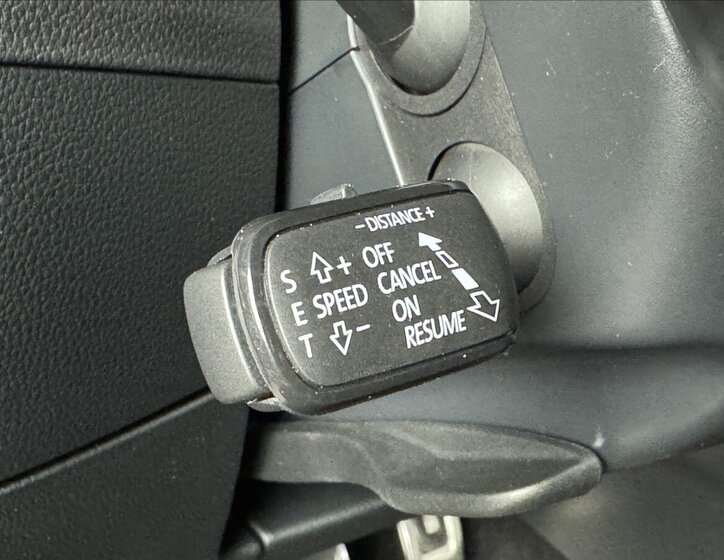 - DISTANCE +
S E T
+
SPEED
-
OFF
CANCEL
ON
RESUME